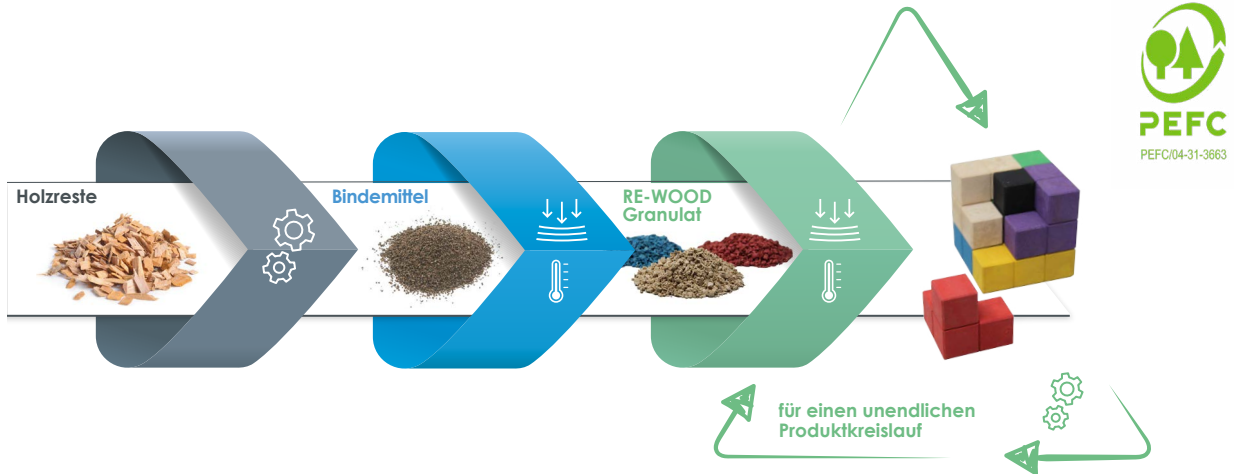 PEFC
PEFC/04-31-3663
Holzreste
Bindemittel
RE-WOOD
Granulat
für einen unendlichen
Produktkreislauf